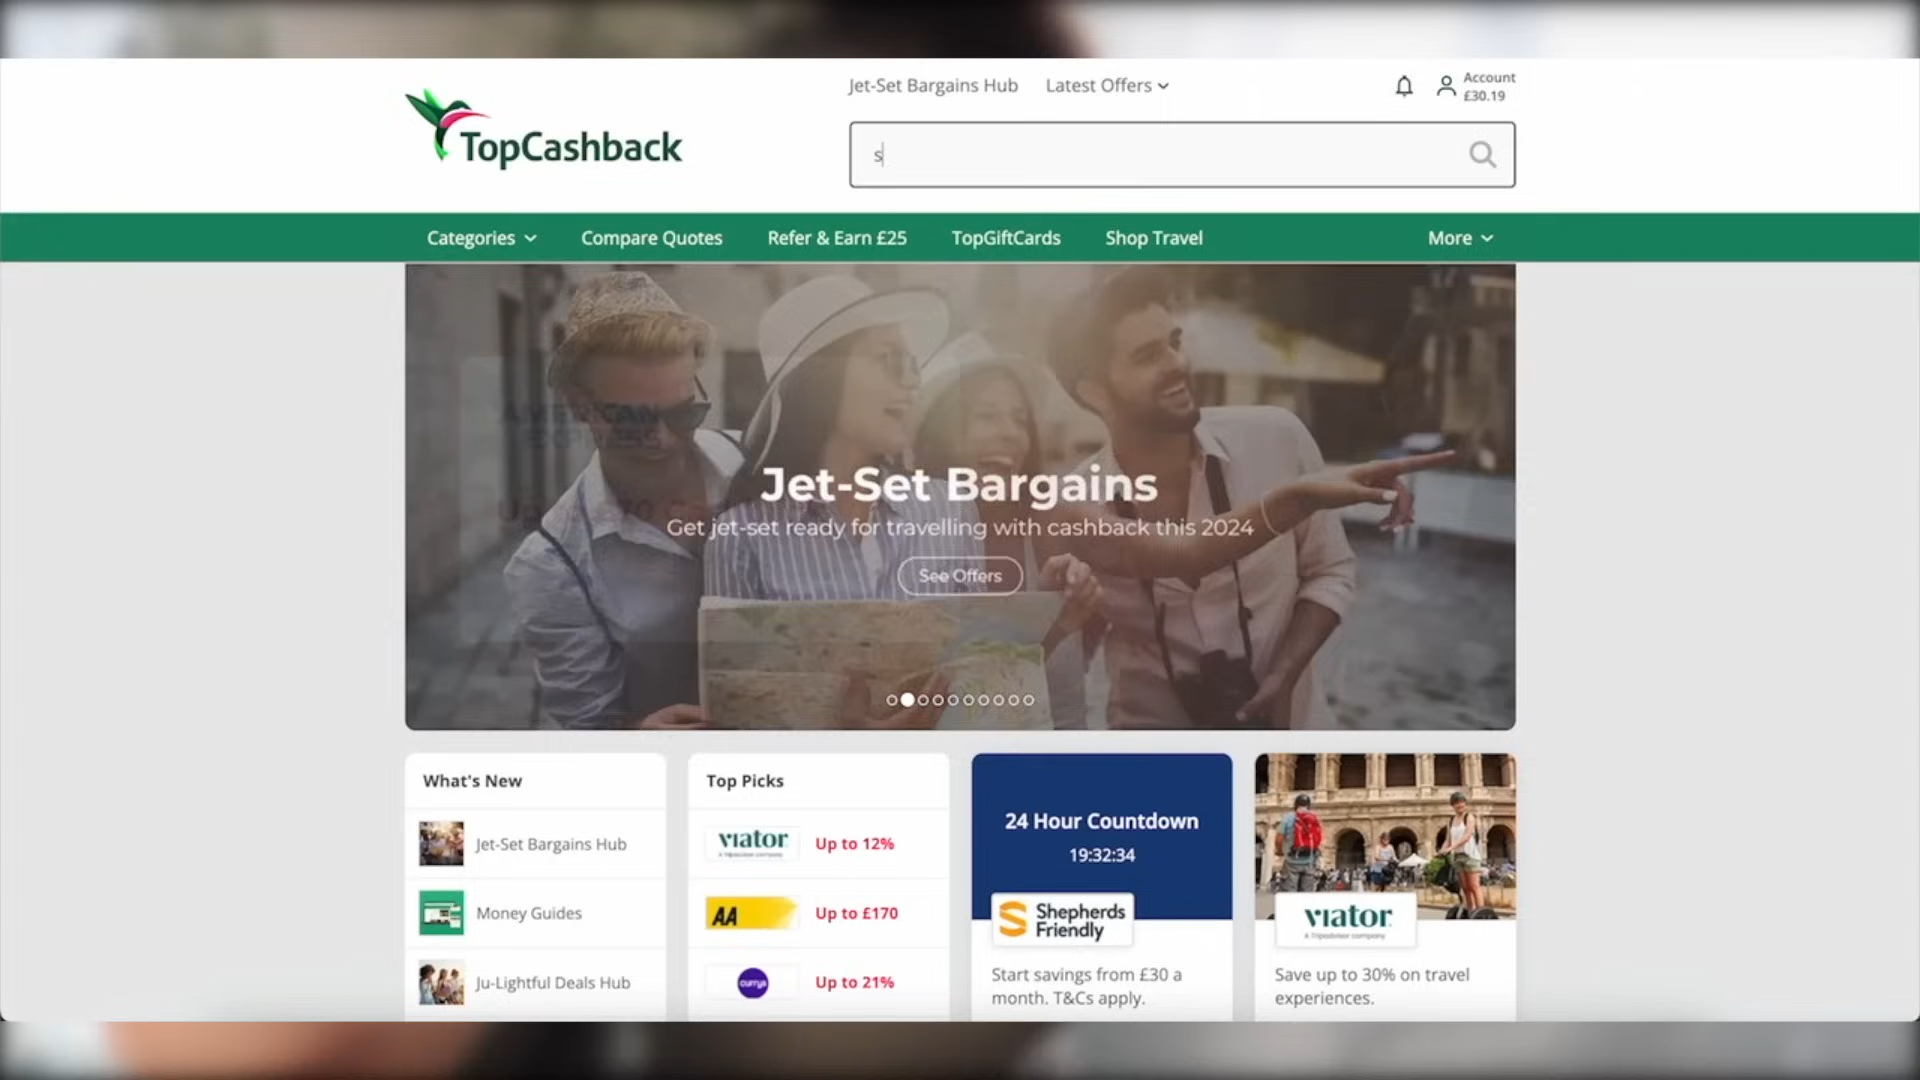 Jet-Set Bargains Hub
Latest Offers
Account
£30.19
TopCashback
s
Categories
Compare Quotes
Refer & Earn £25
TopGiftCards
Shop Travel
More
Jet-Set Bargains
Get jet-set ready for travelling with cashback this 2024
See Offers
What's New
Jet-Set Bargains Hub
Money Guides
Ju-Lightful Deals Hub
Top Picks
viator
Up to 12%
AA
Up to £170
currys
Up to 21%
24 Hour Countdown
19:32:34
Shepherds
Friendly
Start savings from £30 a
month. T&Cs apply.
viator
A Tripadvisor company
Save up to 30% on travel
experiences.